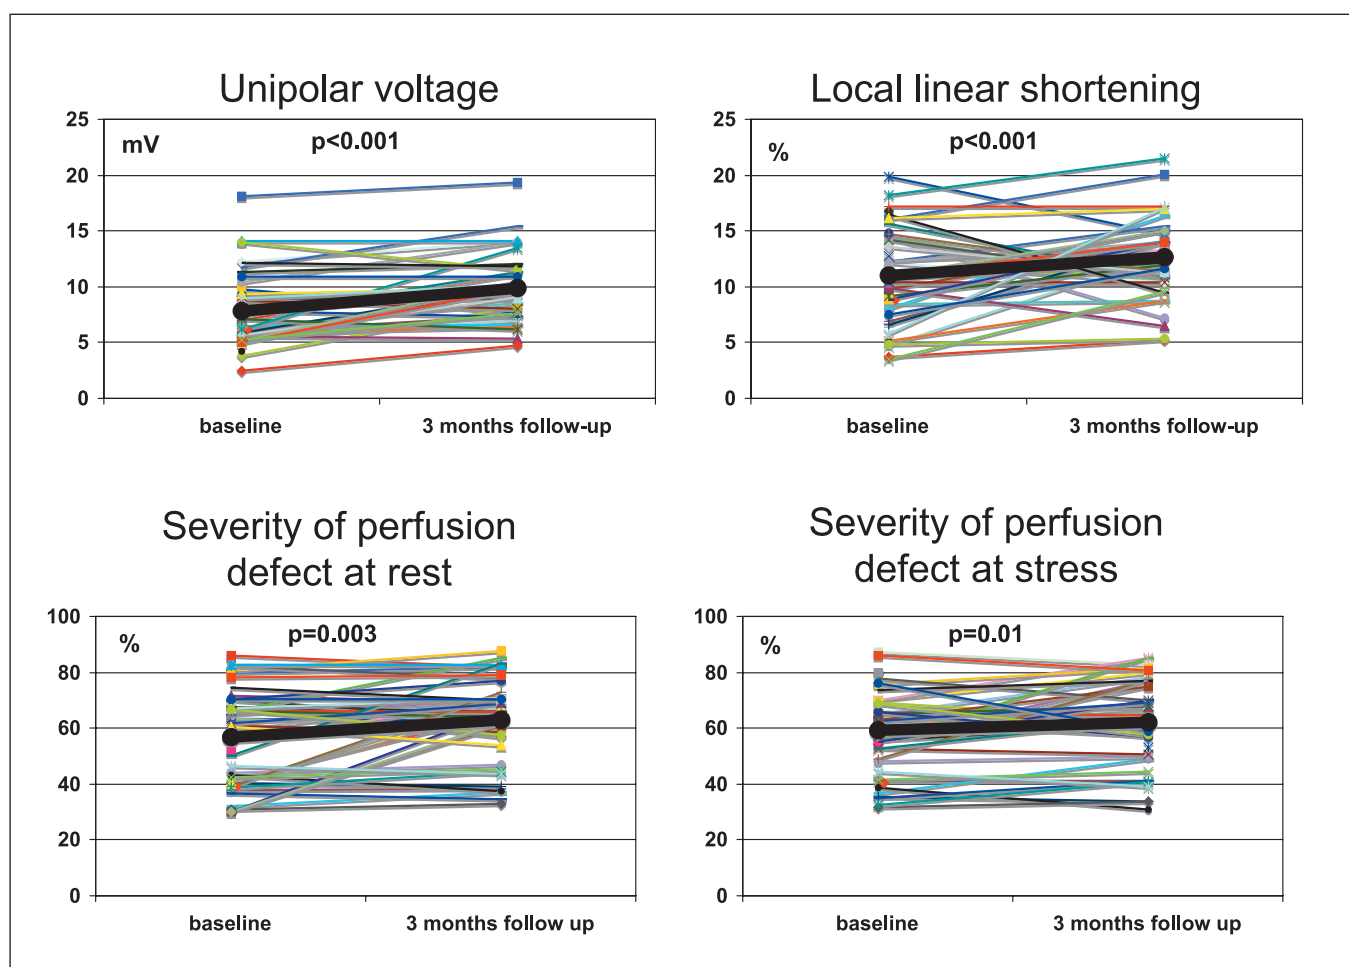 Unipolar voltage
25
20
15
10
5
0
mV
p<0.001
baseline
3 months follow-up
Local linear shortening
25
20
15
10
5
0
%
p<0.001
baseline
3 months follow-up
Severity of perfusion
defect at rest
100
80
60
40
20
0
%
p=0.003
baseline
3 months follow up
Severity of perfusion
defect at stress
100
80
60
40
20
0
%
p=0.01
baseline
3 months follow up